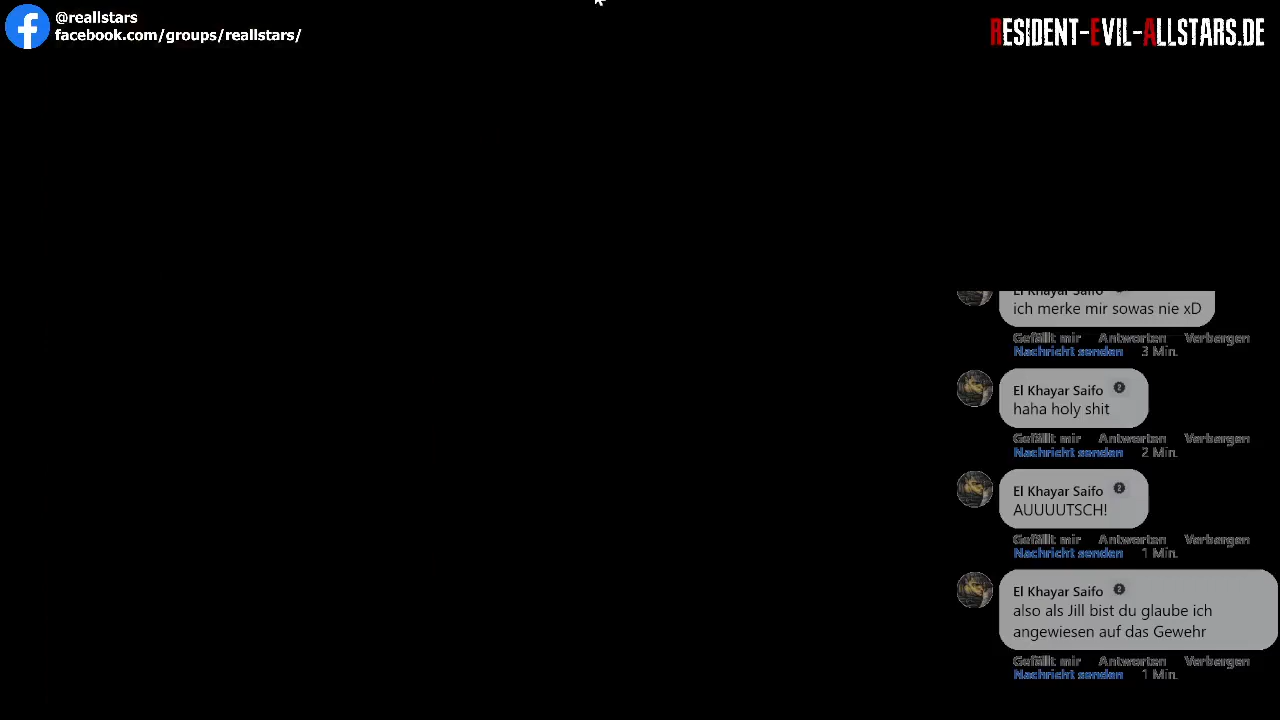 @reallstars
facebook.com/groups/reallstars/
RESIDENT-EVIL-ALLSTARS.DE
El Khayar Saifo
ich merke mir sowas nie xD
Gefällt mir Antworten Verbergen
Nachricht senden 3 Min.
El Khayar Saifo
haha holy shit
Gefällt mir Antworten Verbergen
Nachricht senden 2 Min.
El Khayar Saifo
AUUUUTSCH!
Gefällt mir Antworten Verbergen
Nachricht senden 1 Min.
El Khayar Saifo
also als Jill bist du glaube ich
angewiesen auf das Gewehr
Gefällt mir Antworten Verbergen
Nachricht senden 1 Min.